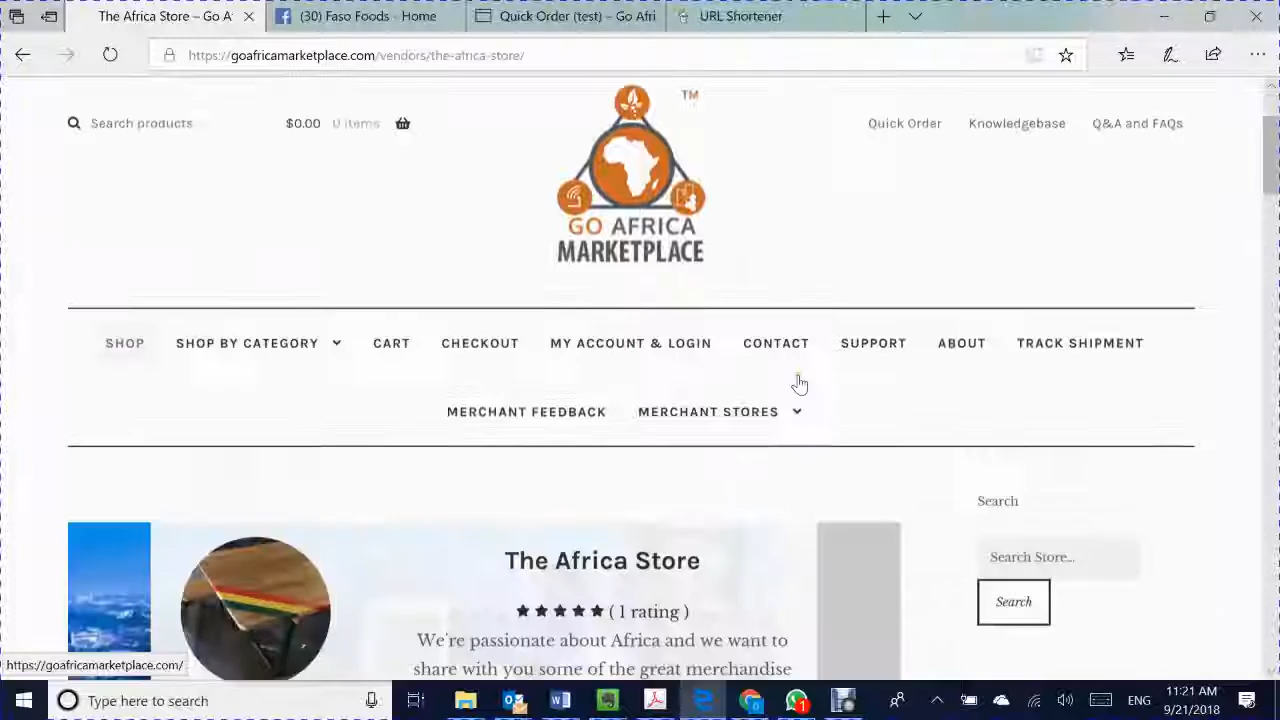 The Africa Store – Go A
(30) Faso Foods - Home
Quick Order (test) – Go Afri
URL Shortener
https://goafricamarketplace.com/vendors/the-africa-store/
Search products
$0.00 0 items
TM
Quick Order Knowledgebase Q&A and FAQs
GO AFRICA
MARKETPLACE
SHOP SHOP BY CATEGORY CART CHECKOUT MY ACCOUNT & LOGIN CONTACT SUPPORT ABOUT TRACK SHIPMENT
MERCHANT FEEDBACK MERCHANT STORES
Search
The Africa Store
Search Store...
( 1 rating )
Search
We're passionate about Africa and we want to
share with you some of the great merchandise
https://goafricamarketplace.com/
Type here to search
1
ENG
11:21 AM
9/21/2018